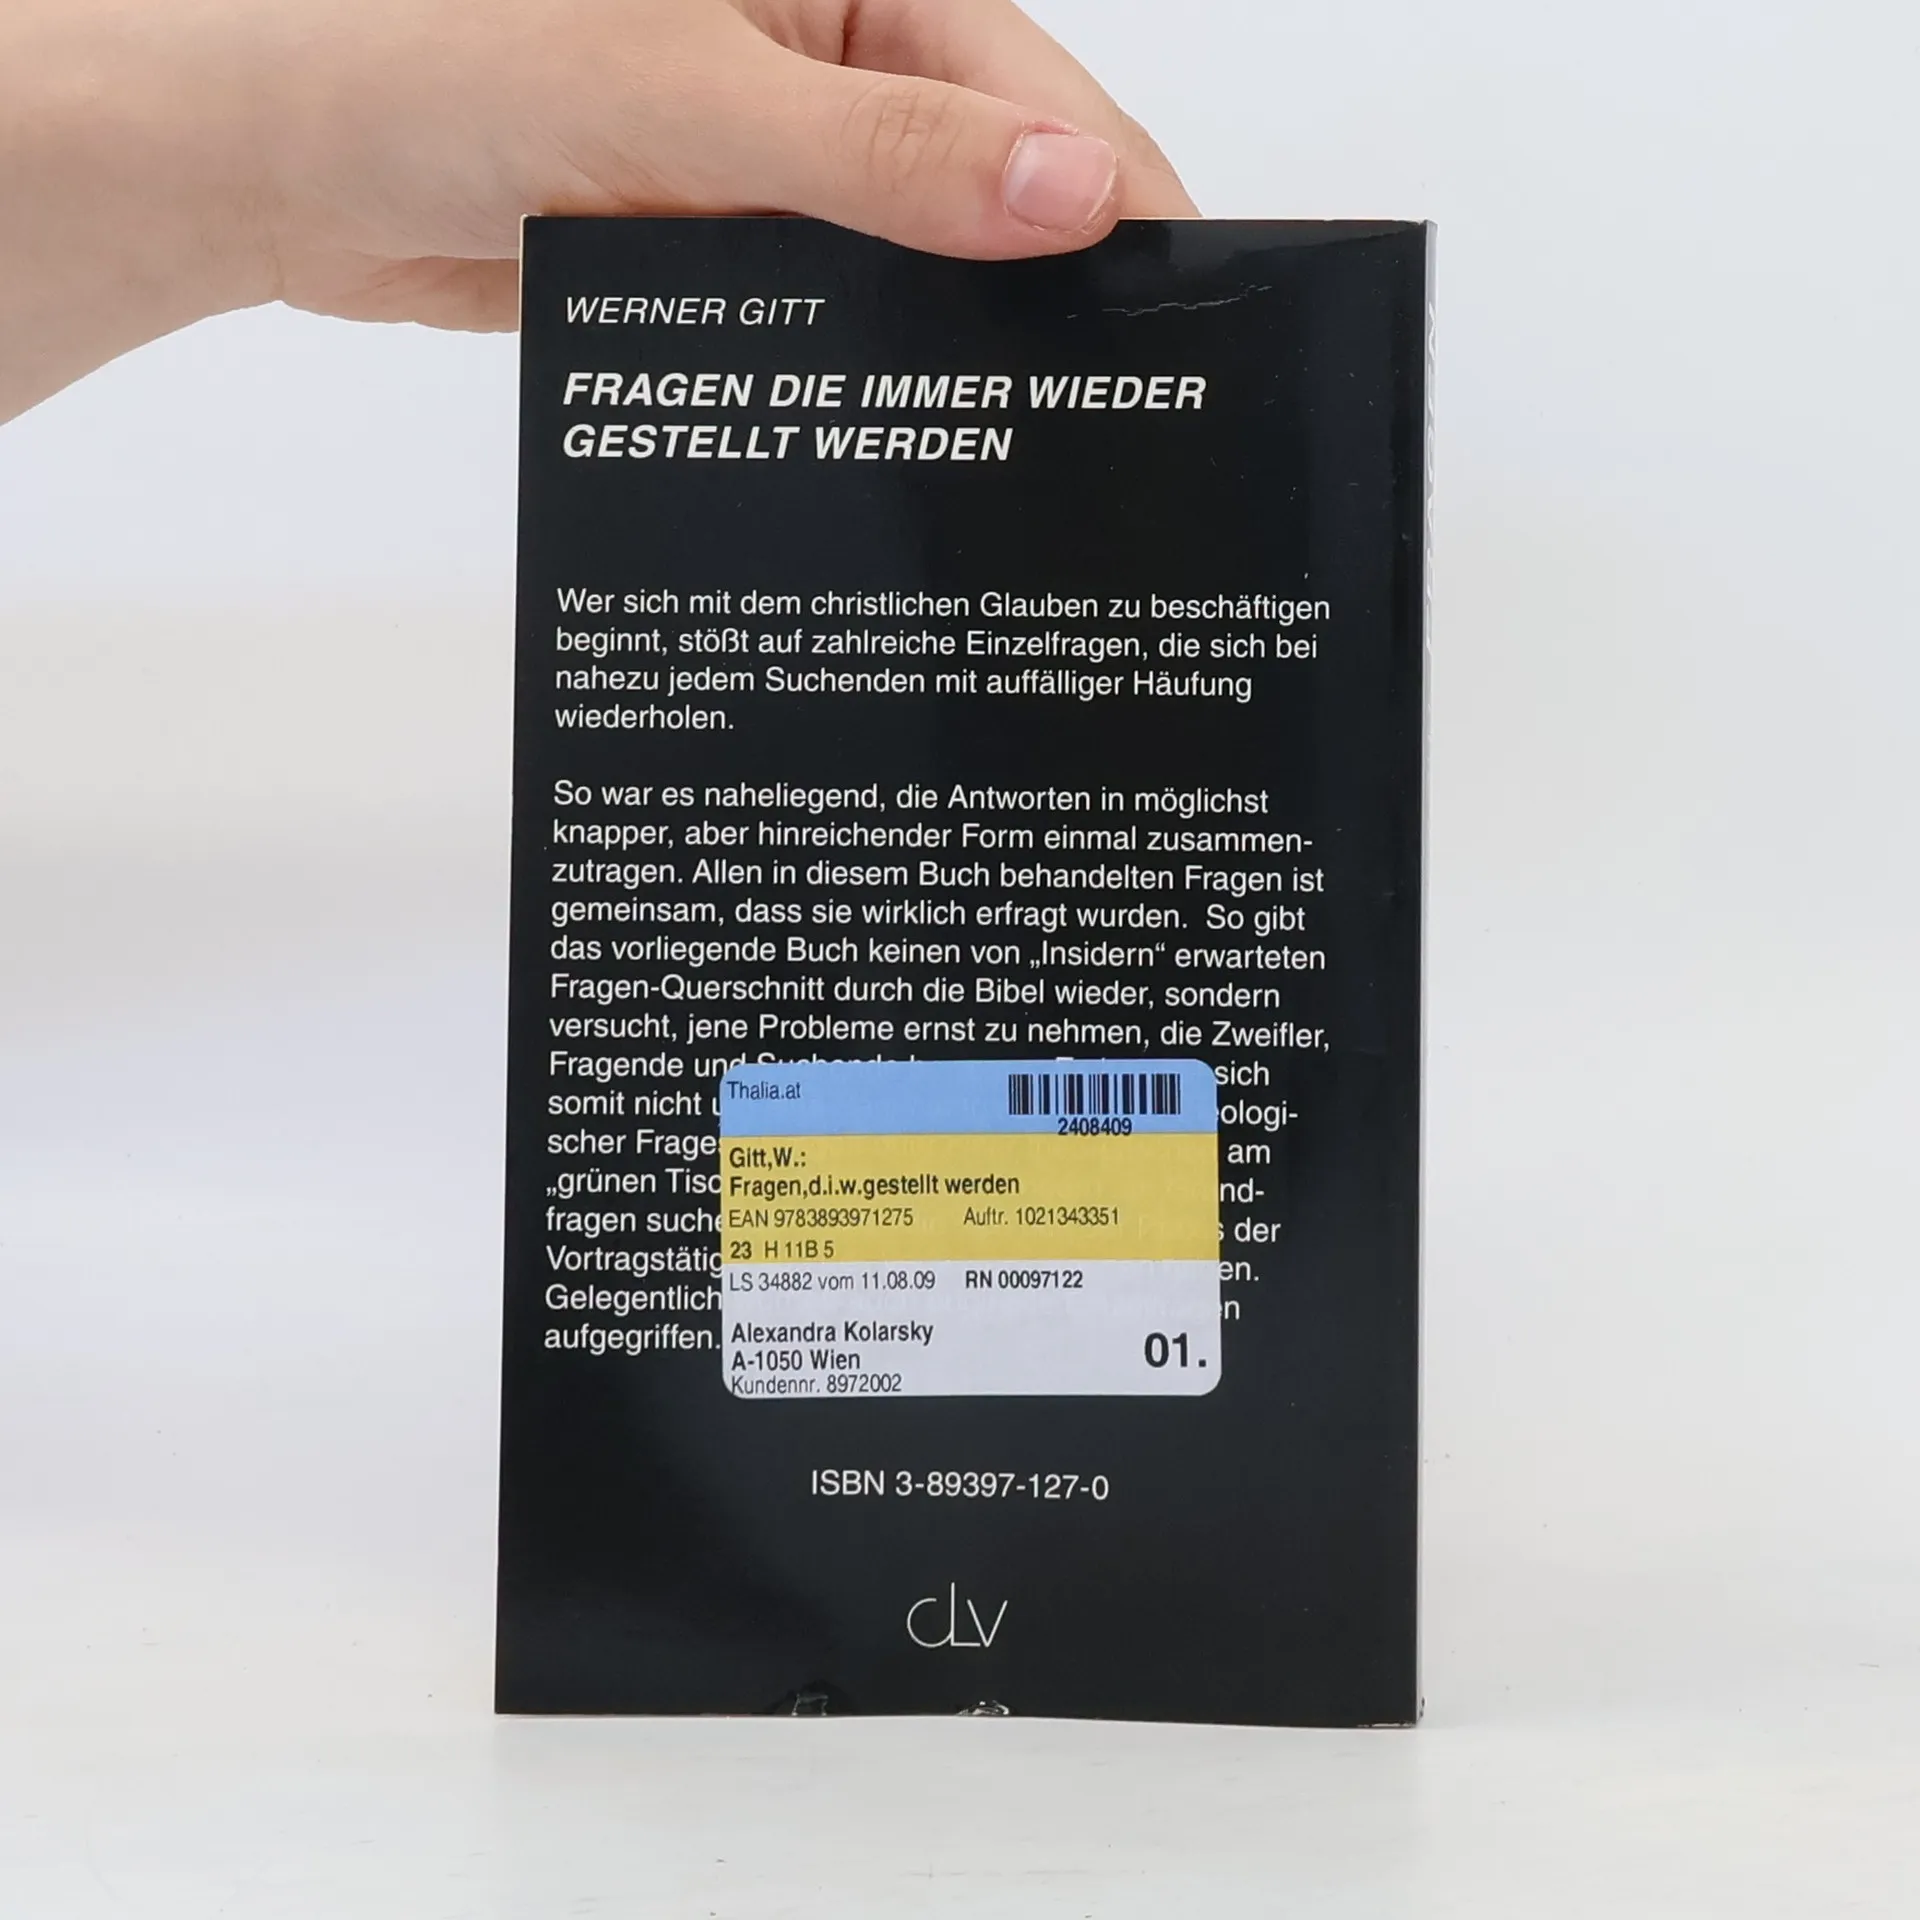 WERNER GITT
FRAGEN DIE IMMER WIEDER
GESTELLT WERDEN
Wer sich mit dem christlichen Glauben zu beschäftigen
beginnt, stößt auf zahlreiche Einzelfragen, die sich bei
nahezu jedem Suchenden mit auffälliger Häufung
wiederholen.
So war es naheliegend, die Antworten in möglichst
knapper, aber hinreichender Form einmal zusammen-
zutragen. Allen in diesem Buch behandelten Fragen ist
gemeinsam, dass sie wirklich erfragt wurden. So gibt
das vorliegende Buch keinen von „Insidern“ erwarteten
Fragen-Querschnitt durch die Bibel wieder, sondern
versucht, jene Probleme ernst zu nehmen, die Zweifler,
Fragende und sich
somit nicht ologi-
scher Frage am
„grünen Tisc nd-
fragen suche der
Vortragstätig en.
Gelegentlich n
aufgegriffen.
Thalia.at
2408409
Gitt,W.:
Fragen,d.i.w.gestellt werden
EAN 9783893971275 Auftr. 1021343351
23 H 11B 5
LS 34882 vom 11.08.09 RN 00097122
Alexandra Kolarsky
A-1050 Wien 01.
Kundennr. 8972002
ISBN 3-89397-127-0
clv